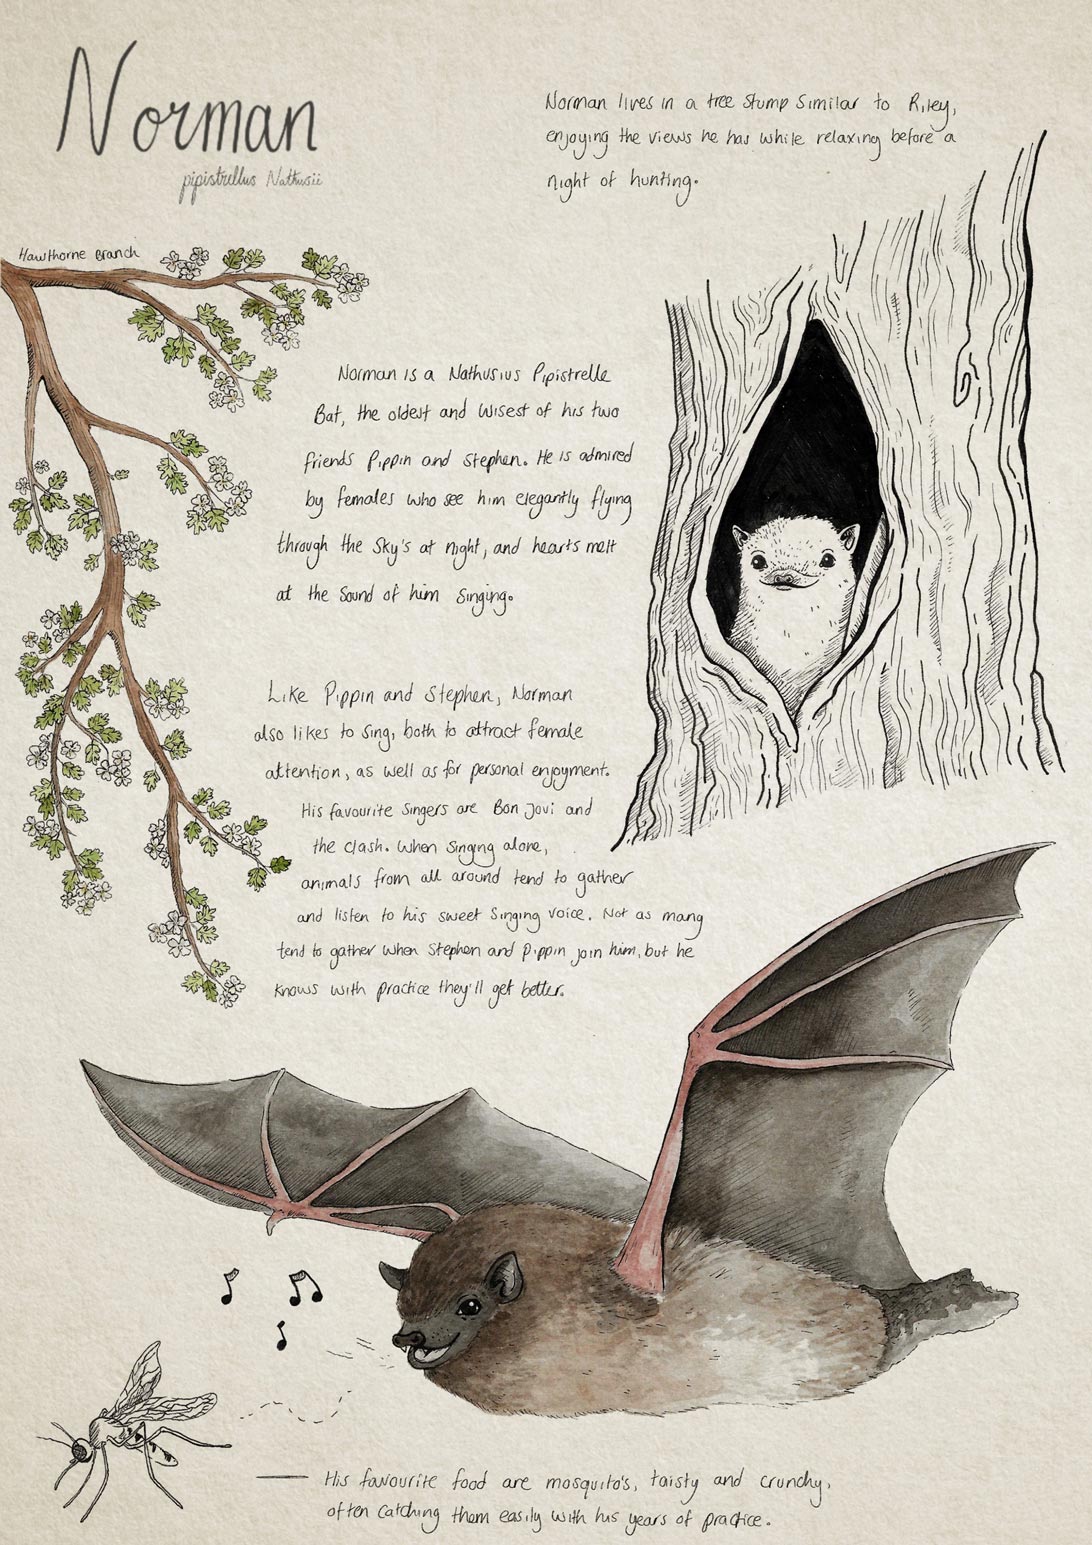 Norman
pipistrellus Nathusii
Norman lives in a tree stump similar to Riley,
enjoying the views he has while relaxing before a
night of hunting.
Hawthorne Branch
Norman is a Nathusius Pipistrelle
Bat, the oldest and wisest of his two
friends Pippin and Stephen. He is admired
by females who see him elegantly flying
through the sky's at night, and hearts melt
at the sound of him singing.
Like Pippin and Stephen, Norman
also likes to sing, both to attract female
attention, as well as for personal enjoyment.
His favourite singers are Bon Jovi and
the clash. When singing alone,
animals from all around tend to gather
and listen to his sweet singing voice. Not as many
tend to gather when Stephen and Pippin join him, but he
knows with practice they'll get better.
His favourite food are mosquito's, taisty and crunchy,
often catching them easily with his years of practice.